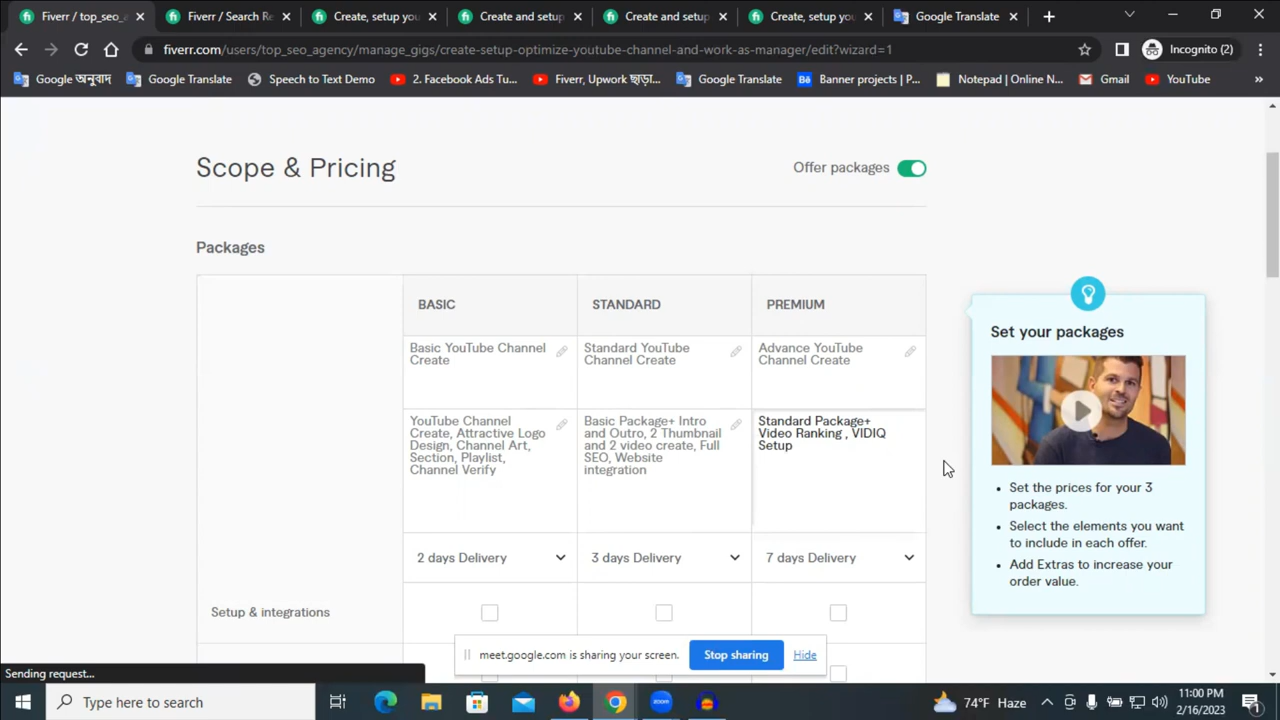 Fiverr / top_seo_a
Fiverr / Search Re
Create, setup you
Create and setup
Create and setup
Create, setup you
Google Translate
fiverr.com/users/top_seo_agency/manage_gigs/create-setup-optimize-youtube-channel-and-work-as-manager/edit?wizard=1
Incognito (2)
Google অনুবাদ
Google Translate
Speech to Text Demo
2. Facebook Ads Tu...
Fiverr, Upwork ছাড়া...
Google Translate
Banner projects | P...
Notepad | Online N...
Gmail
YouTube
»
Scope & Pricing
Offer packages
Packages
BASIC
STANDARD
PREMIUM
Basic YouTube Channel
Create
Standard YouTube
Channel Create
Advance YouTube
Channel Create
YouTube Channel
Create, Attractive Logo
Design, Channel Art,
Section, Playlist,
Channel Verify
Basic Package+ Intro
and Outro, 2 Thumbnail
and 2 video create, Full
SEO, Website
integration
Standard Package+
Video Ranking , VIDIQ
Setup
2 days Delivery
3 days Delivery
7 days Delivery
Setup & integrations
Set your packages
• Set the prices for your 3
packages.
• Select the elements you want
to include in each offer.
• Add Extras to increase your
order value.
meet.google.com is sharing your screen.
Stop sharing
Hide
Sending request...
Type here to search
zoom
74°F Haze
11:00 PM
2/16/2023
1